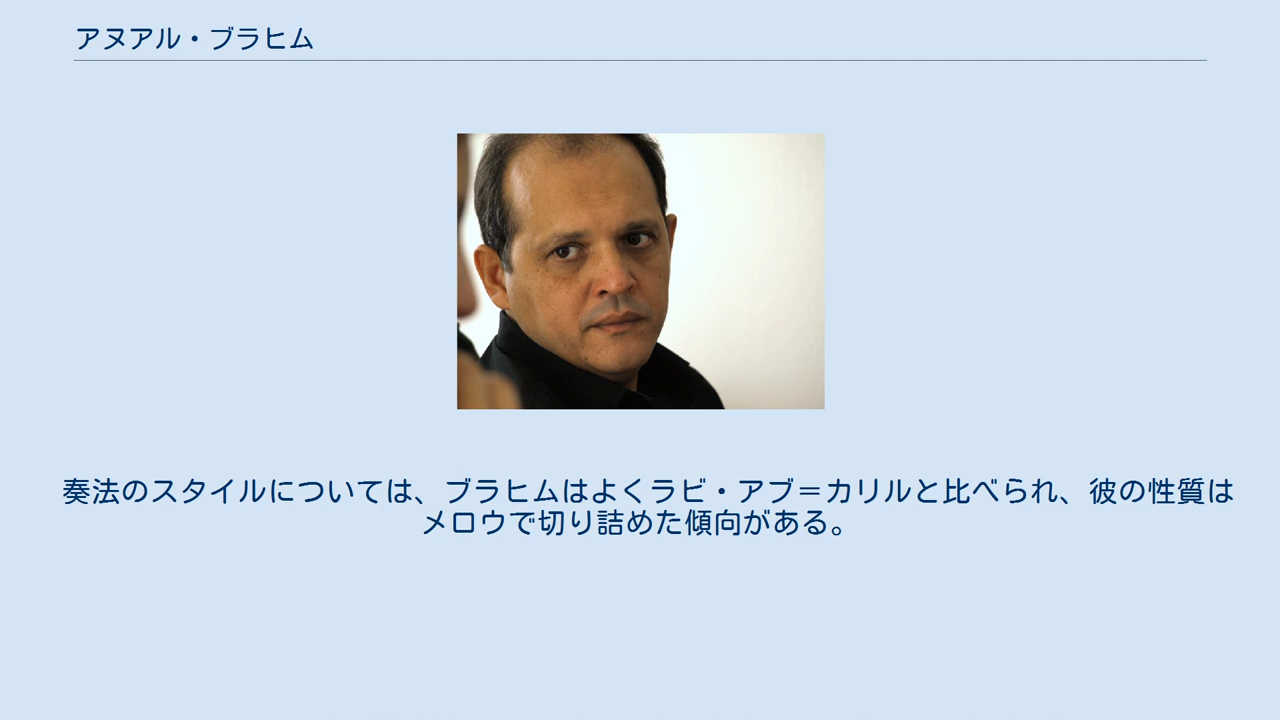 アヌアル・ブラヒム
奏法のスタイルについては、ブラヒムはよくラビ・アブ＝カリルと比べられ、彼の性質は
メロウで切り詰めた傾向がある。